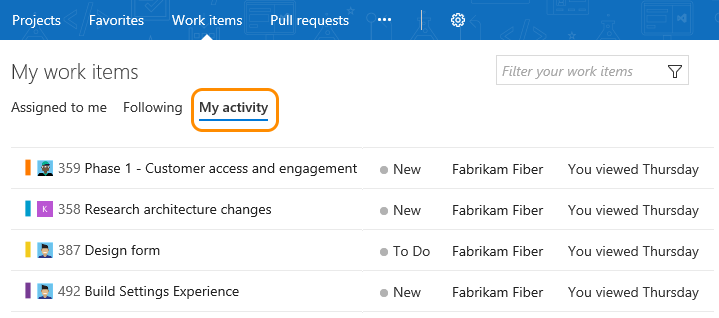 Projects Favorites Work items Pull requests ...
My work items
Filter your work items
Assigned to me Following My activity
359 Phase 1 - Customer access and engagement New Fabrikam Fiber You viewed Thursday
K 358 Research architecture changes New Fabrikam Fiber You viewed Thursday
387 Design form To Do Fabrikam Fiber You viewed Thursday
492 Build Settings Experience New Fabrikam Fiber You viewed Thursday